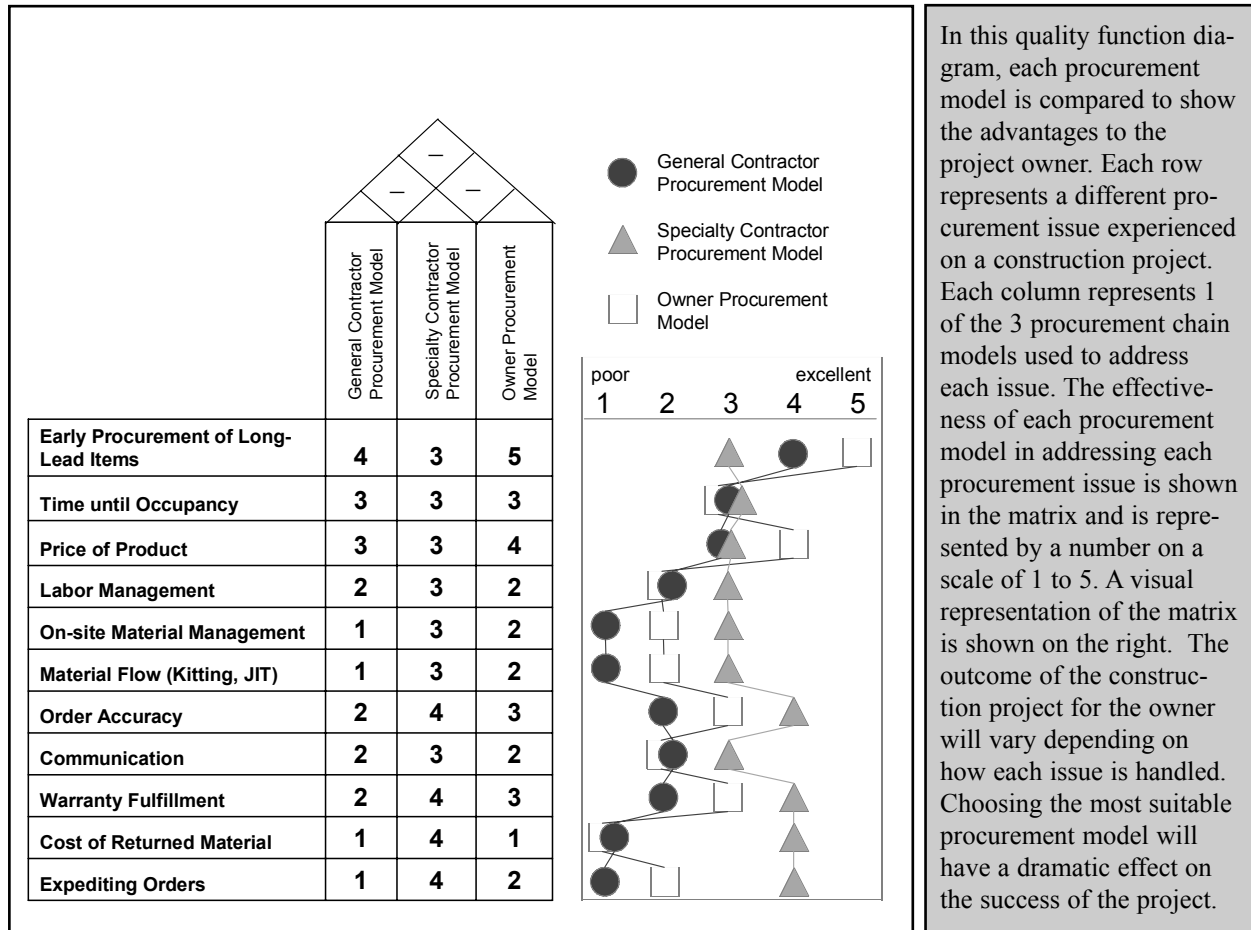 General Contractor
Procurement Model
Specialty Contractor
Procurement Model
Owner Procurement
Model
General Contractor
Procurement Model
Specialty Contractor
Procurement Model
Owner Procurement
Model
poor excellent
1 2 3 4 5
Early Procurement of Long-
Lead Items 4 3 5
Time until Occupancy 3 3 3
Price of Product 3 3 4
Labor Management 2 3 2
On-site Material Management 1 3 2
Material Flow (Kitting, JIT) 1 3 2
Order Accuracy 2 4 3
Communication 2 3 2
Warranty Fulfillment 2 4 3
Cost of Returned Material 1 4 1
Expediting Orders 1 4 2
In this quality function dia-
gram, each procurement
model is compared to show
the advantages to the
project owner. Each row
represents a different pro-
curement issue experienced
on a construction project.
Each column represents 1
of the 3 procurement chain
models used to address
each issue. The effective-
ness of each procurement
model in addressing each
procurement issue is shown
in the matrix and is repre-
sented by a number on a
scale of 1 to 5. A visual
representation of the matrix
is shown on the right. The
outcome of the construc-
tion project for the owner
will vary depending on
how each issue is handled.
Choosing the most suitable
procurement model will
have a dramatic effect on
the success of the project.